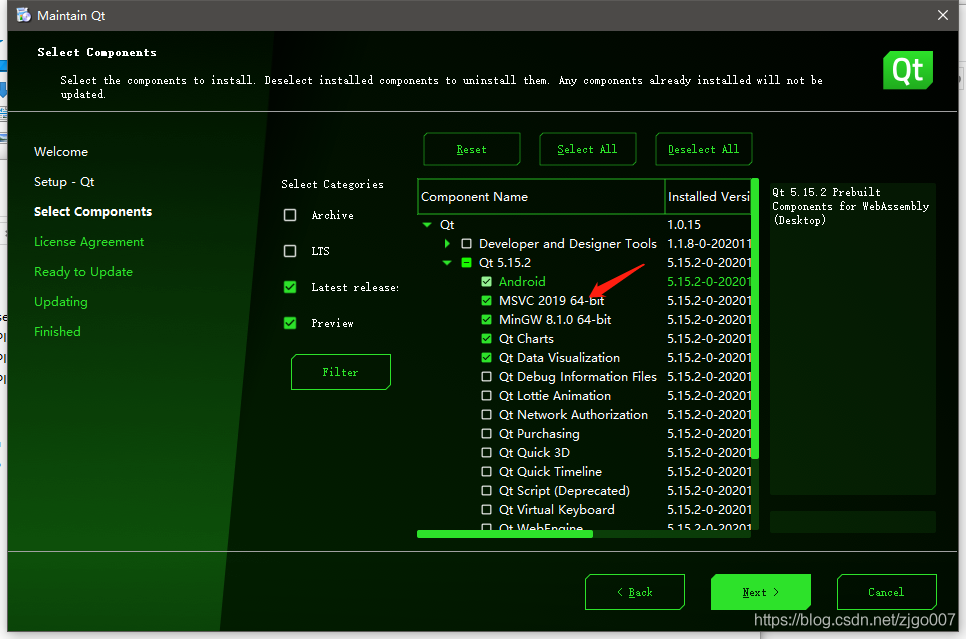 Maintain Qt
Select Components
Select the components to install. Deselect installed components to uninstall them. Any components already installed will not be
updated.
Qt
Welcome
Setup - Qt
Select Components
License Agreement
Ready to Update
Updating
Finished
Select Categories
Archive
LTS
Latest release:
Preview
Filter
Reset
Select All
Deselect All
Component Name Installed Versi
Qt 1.0.15
Developer and Designer Tools 1.1.8-0-202011
Qt 5.15.2 5.15.2-0-20201
Android 5.15.2-0-20201
MSVC 2019 64-bit 5.15.2-0-20201
MinGW 8.1.0 64-bit 5.15.2-0-20201
Qt Charts 5.15.2-0-20201
Qt Data Visualization 5.15.2-0-20201
Qt Debug Information Files 5.15.2-0-20201
Qt Lottie Animation 5.15.2-0-20201
Qt Network Authorization 5.15.2-0-20201
Qt Purchasing 5.15.2-0-20201
Qt Quick 3D 5.15.2-0-20201
Qt Quick Timeline 5.15.2-0-20201
Qt Script (Deprecated) 5.15.2-0-20201
Qt Virtual Keyboard 5.15.2-0-20201
Qt WebEngine 5.15.2-0-20201
Qt 5.15.2 Prebuilt
Components for WebAssembly
(Desktop)
< Back
Next >
Cancel
https://blog.csdn.net/zjgo007